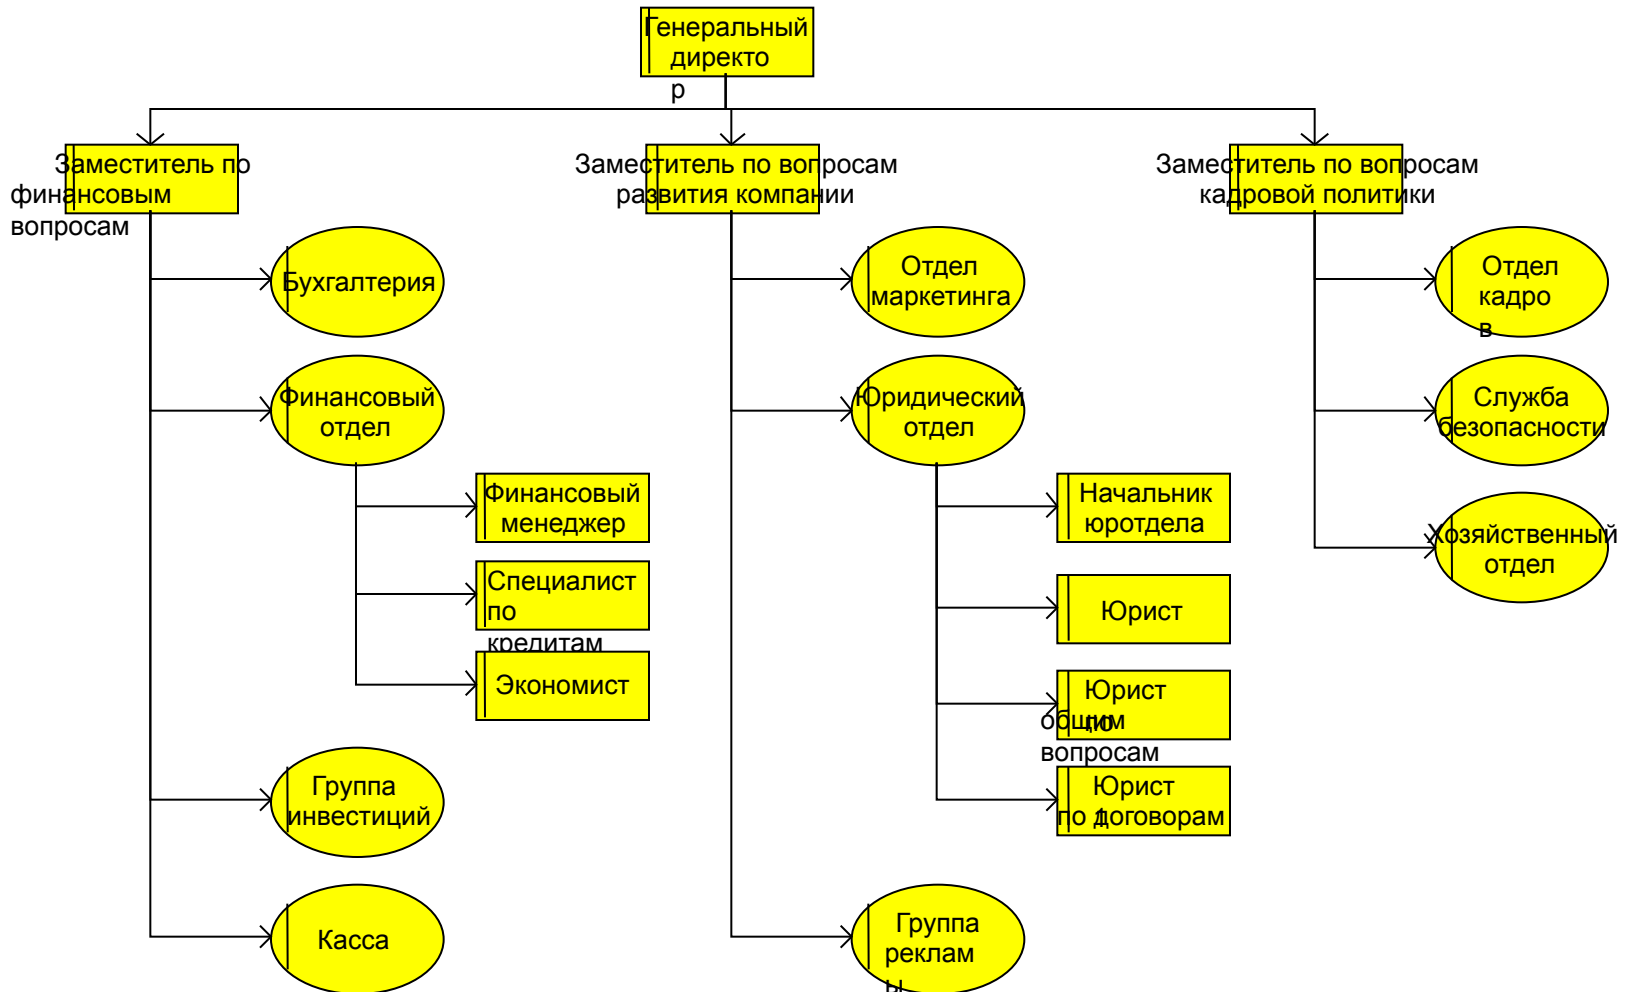 Генеральный
директо
р
Заместитель по
финансовым
вопросам
Заместитель по вопросам
развития компании
Заместитель по вопросам
кадровой политики
Бухгалтерия
Финансовый
отдел
Финансовый
менеджер
Специалист
по
кредитам
Экономист
Группа
инвестиций
Касса
Отдел
маркетинга
Юридический
отдел
Начальник
юротдела
Юрист
Юрист
по
общим
вопросам
Юрист
по договорам
1
Группа
реклам
ы
Отдел
кадро
в
Служба
безопасности
Хозяйственный
отдел